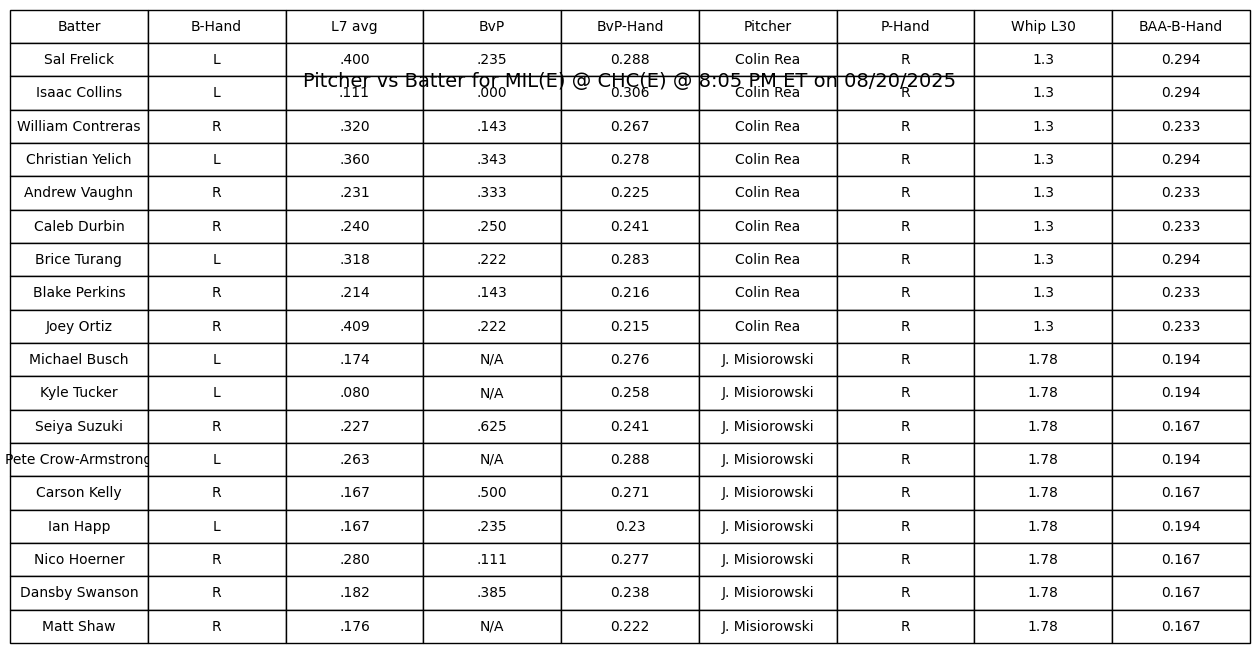 Batter B-Hand L7 avg BvP BvP-Hand Pitcher P-Hand Whip L30 BAA-B-Hand
Sal Frelick L .400 .235 0.288 Colin Rea R 1.3 0.294
Pitcher vs Batter for MIL(E) @ CHC(E) @ 8:05 PM ET on 08/20/2025
Isaac Collins L .111 .000 0.306 Colin Rea R 1.3 0.294
William Contreras R .320 .143 0.267 Colin Rea R 1.3 0.233
Christian Yelich L .360 .343 0.278 Colin Rea R 1.3 0.294
Andrew Vaughn R .231 .333 0.225 Colin Rea R 1.3 0.233
Caleb Durbin R .240 .250 0.241 Colin Rea R 1.3 0.233
Brice Turang L .318 .222 0.283 Colin Rea R 1.3 0.294
Blake Perkins R .214 .143 0.216 Colin Rea R 1.3 0.233
Joey Ortiz R .409 .222 0.215 Colin Rea R 1.3 0.233
Michael Busch L .174 N/A 0.276 J. Misiorowski R 1.78 0.194
Kyle Tucker L .080 N/A 0.258 J. Misiorowski R 1.78 0.194
Seiya Suzuki R .227 .625 0.241 J. Misiorowski R 1.78 0.167
Pete Crow-Armstrong L .263 N/A 0.288 J. Misiorowski R 1.78 0.194
Carson Kelly R .167 .500 0.271 J. Misiorowski R 1.78 0.167
Ian Happ L .167 .235 0.23 J. Misiorowski R 1.78 0.194
Nico Hoerner R .280 .111 0.277 J. Misiorowski R 1.78 0.167
Dansby Swanson R .182 .385 0.238 J. Misiorowski R 1.78 0.167
Matt Shaw R .176 N/A 0.222 J. Misiorowski R 1.78 0.167